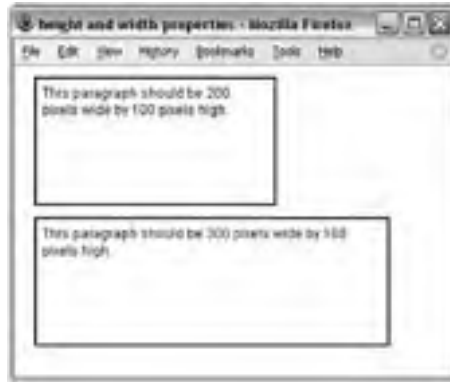 height and width properties - Mozilla Firefox
File Edit View History Bookmarks Tools Help
This paragraph should be 200
pixels wide by 100 pixels high.
This paragraph should be 300 pixels wide by 100
pixels high.